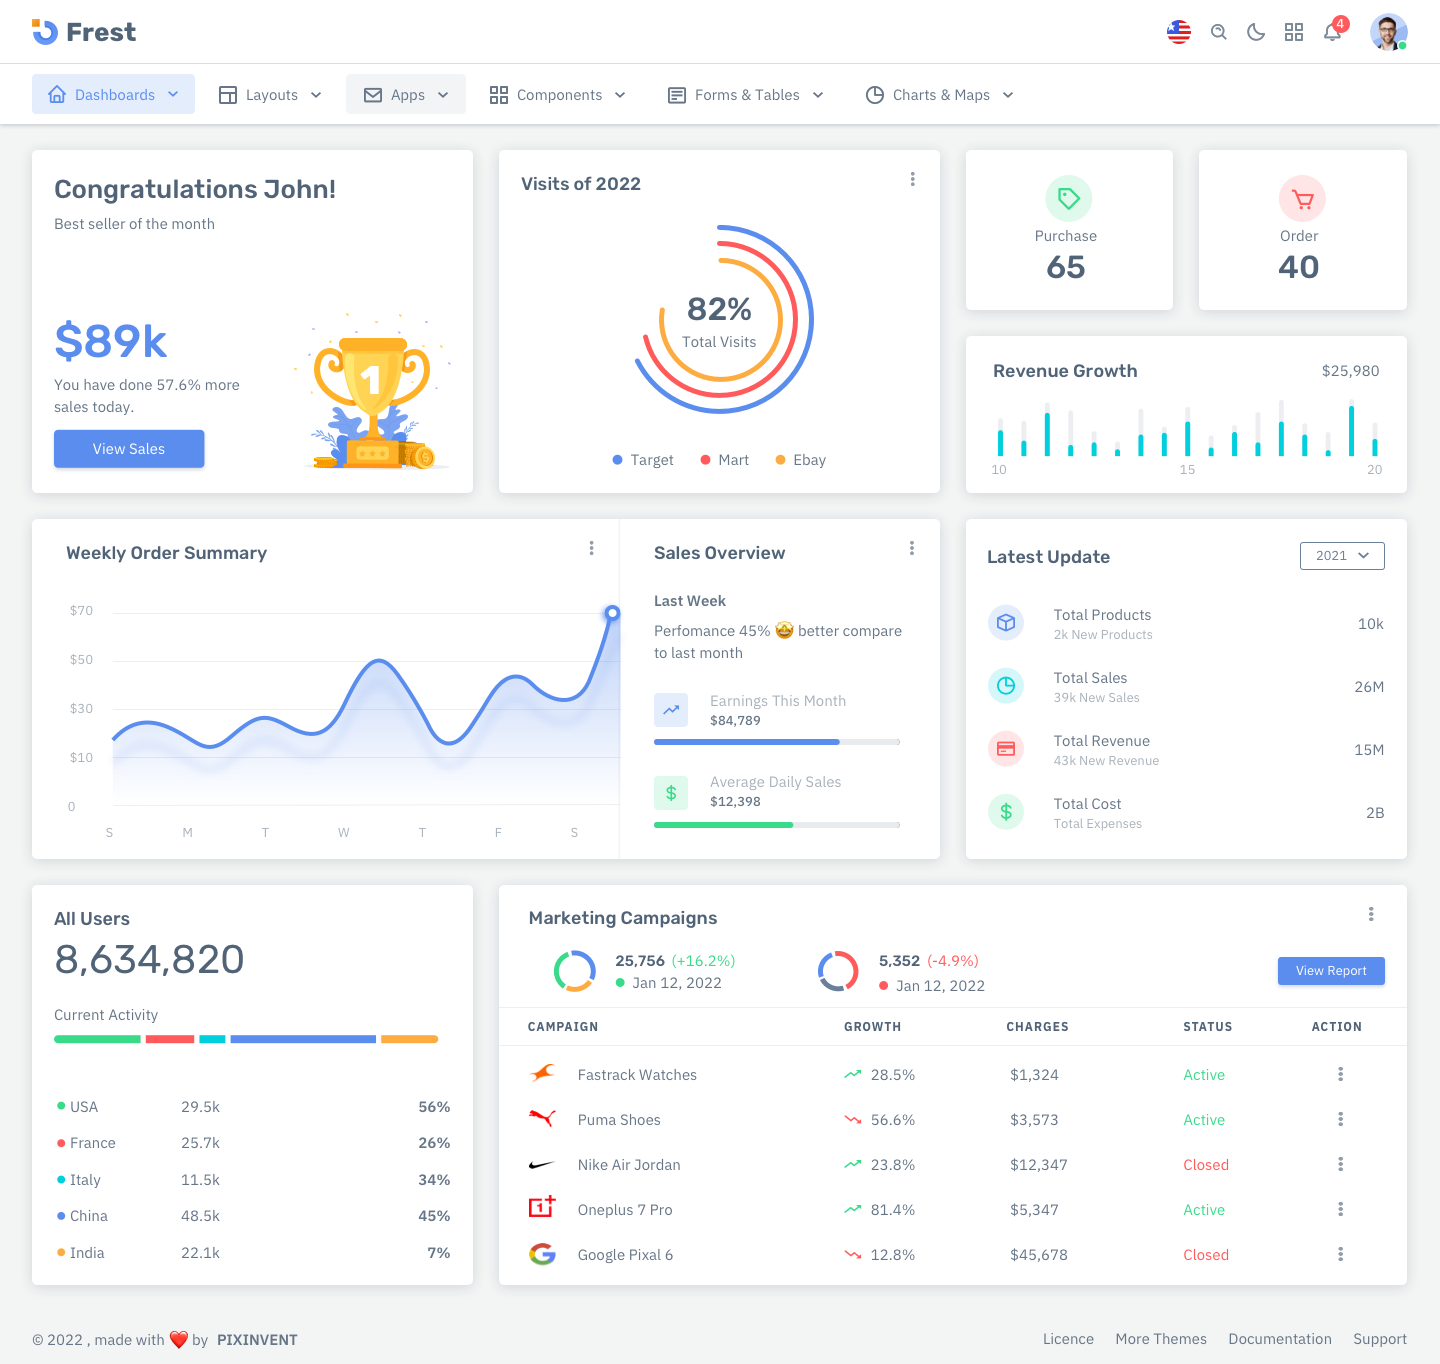 Frest
4
Dashboards
Layouts
Apps
Components
Forms & Tables
Charts & Maps
Congratulations John!
Best seller of the month
$89k
You have done 57.6% more
sales today.
View Sales
1
Visits of 2022
82%
Total Visits
Target
Mart
Ebay
Purchase
65
Order
40
Revenue Growth
$25,980
10
15
20
Weekly Order Summary
$70
$50
$30
$10
0
S
M
T
W
T
F
S
Sales Overview
Last Week
Perfomance 45% 🤩 better compare
to last month
Earnings This Month
$84,789
Average Daily Sales
$12,398
Latest Update
2021
Total Products
2k New Products
10k
Total Sales
39k New Sales
26M
Total Revenue
43k New Revenue
15M
Total Cost
Total Expenses
2B
All Users
8,634,820
Current Activity
USA 29.5k 56%
France 25.7k 26%
Italy 11.5k 34%
China 48.5k 45%
India 22.1k 7%
Marketing Campaigns
25,756 (+16.2%)
Jan 12, 2022
5,352 (-4.9%)
Jan 12, 2022
View Report
CAMPAIGN GROWTH CHARGES STATUS ACTION
Fastrack Watches 28.5% $1,324 Active
Puma Shoes 56.6% $3,573 Active
Nike Air Jordan 23.8% $12,347 Closed
Oneplus 7 Pro 81.4% $5,347 Active
Google Pixal 6 12.8% $45,678 Closed
© 2022 , made with ❤️ by PIXINVENT
Licence More Themes Documentation Support